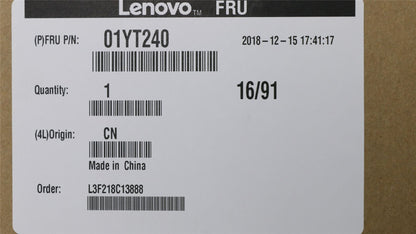 Lenovo™ FRU
(P)FRU P/N: 01YT240 2018-12-15 17:41:17
Quantity: 1 16/91
(4L)Origin: CN
Made in China
Order: L3F218C13888